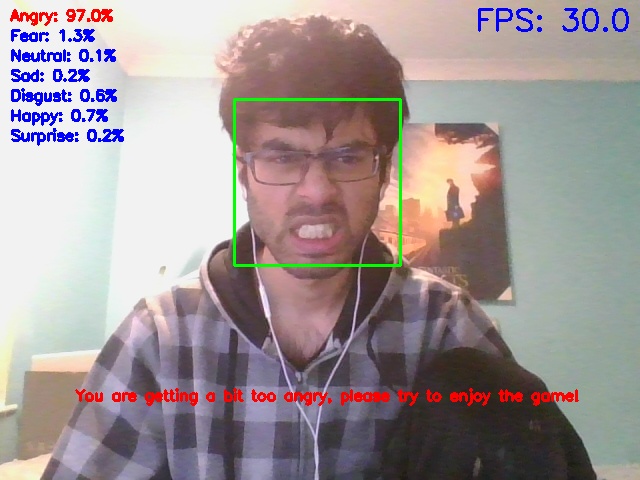 Angry: 97.0%
FPS: 30.0
Fear: 1.3%
Neutral: 0.1%
Sad: 0.2%
Disgust: 0.6%
Happy: 0.7%
Surprise: 0.2%
You are getting a bit too angry, please try to enjoy the game!